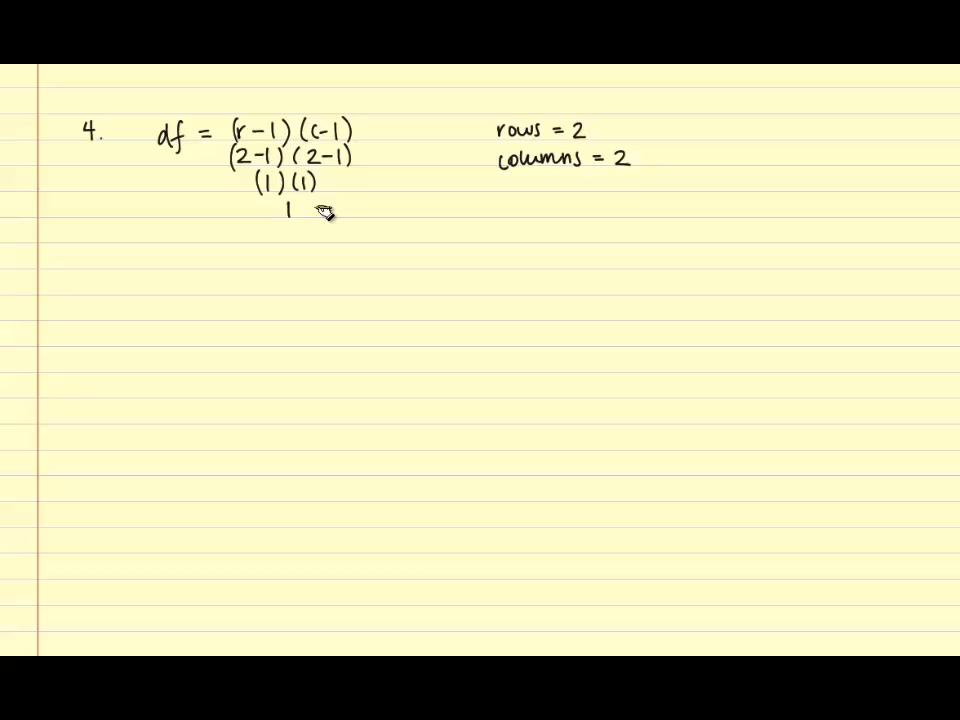 4. df = (r-1)(c-1)
(2-1)(2-1)
(1)(1)
1
rows = 2
columns = 2